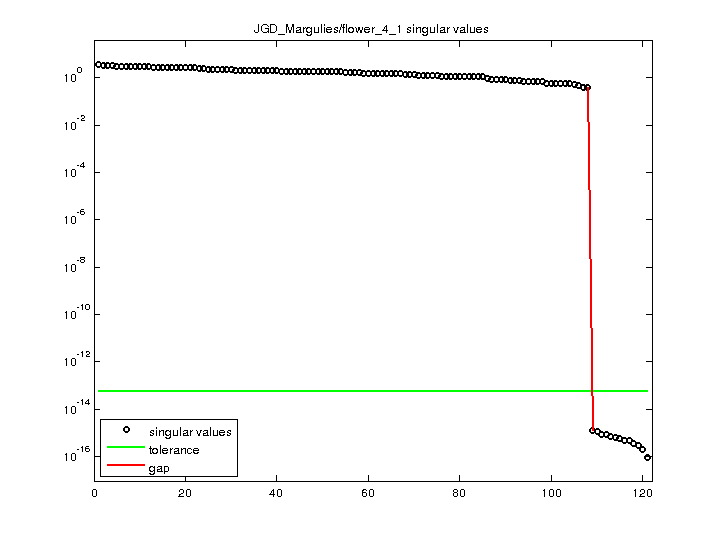 JGD_Margulies/flower_4_1 singular values
10^0
10^-2
10^-4
10^-6
10^-8
10^-10
10^-12
10^-14
10^-16
singular values
tolerance
gap
0 20 40 60 80 100 120